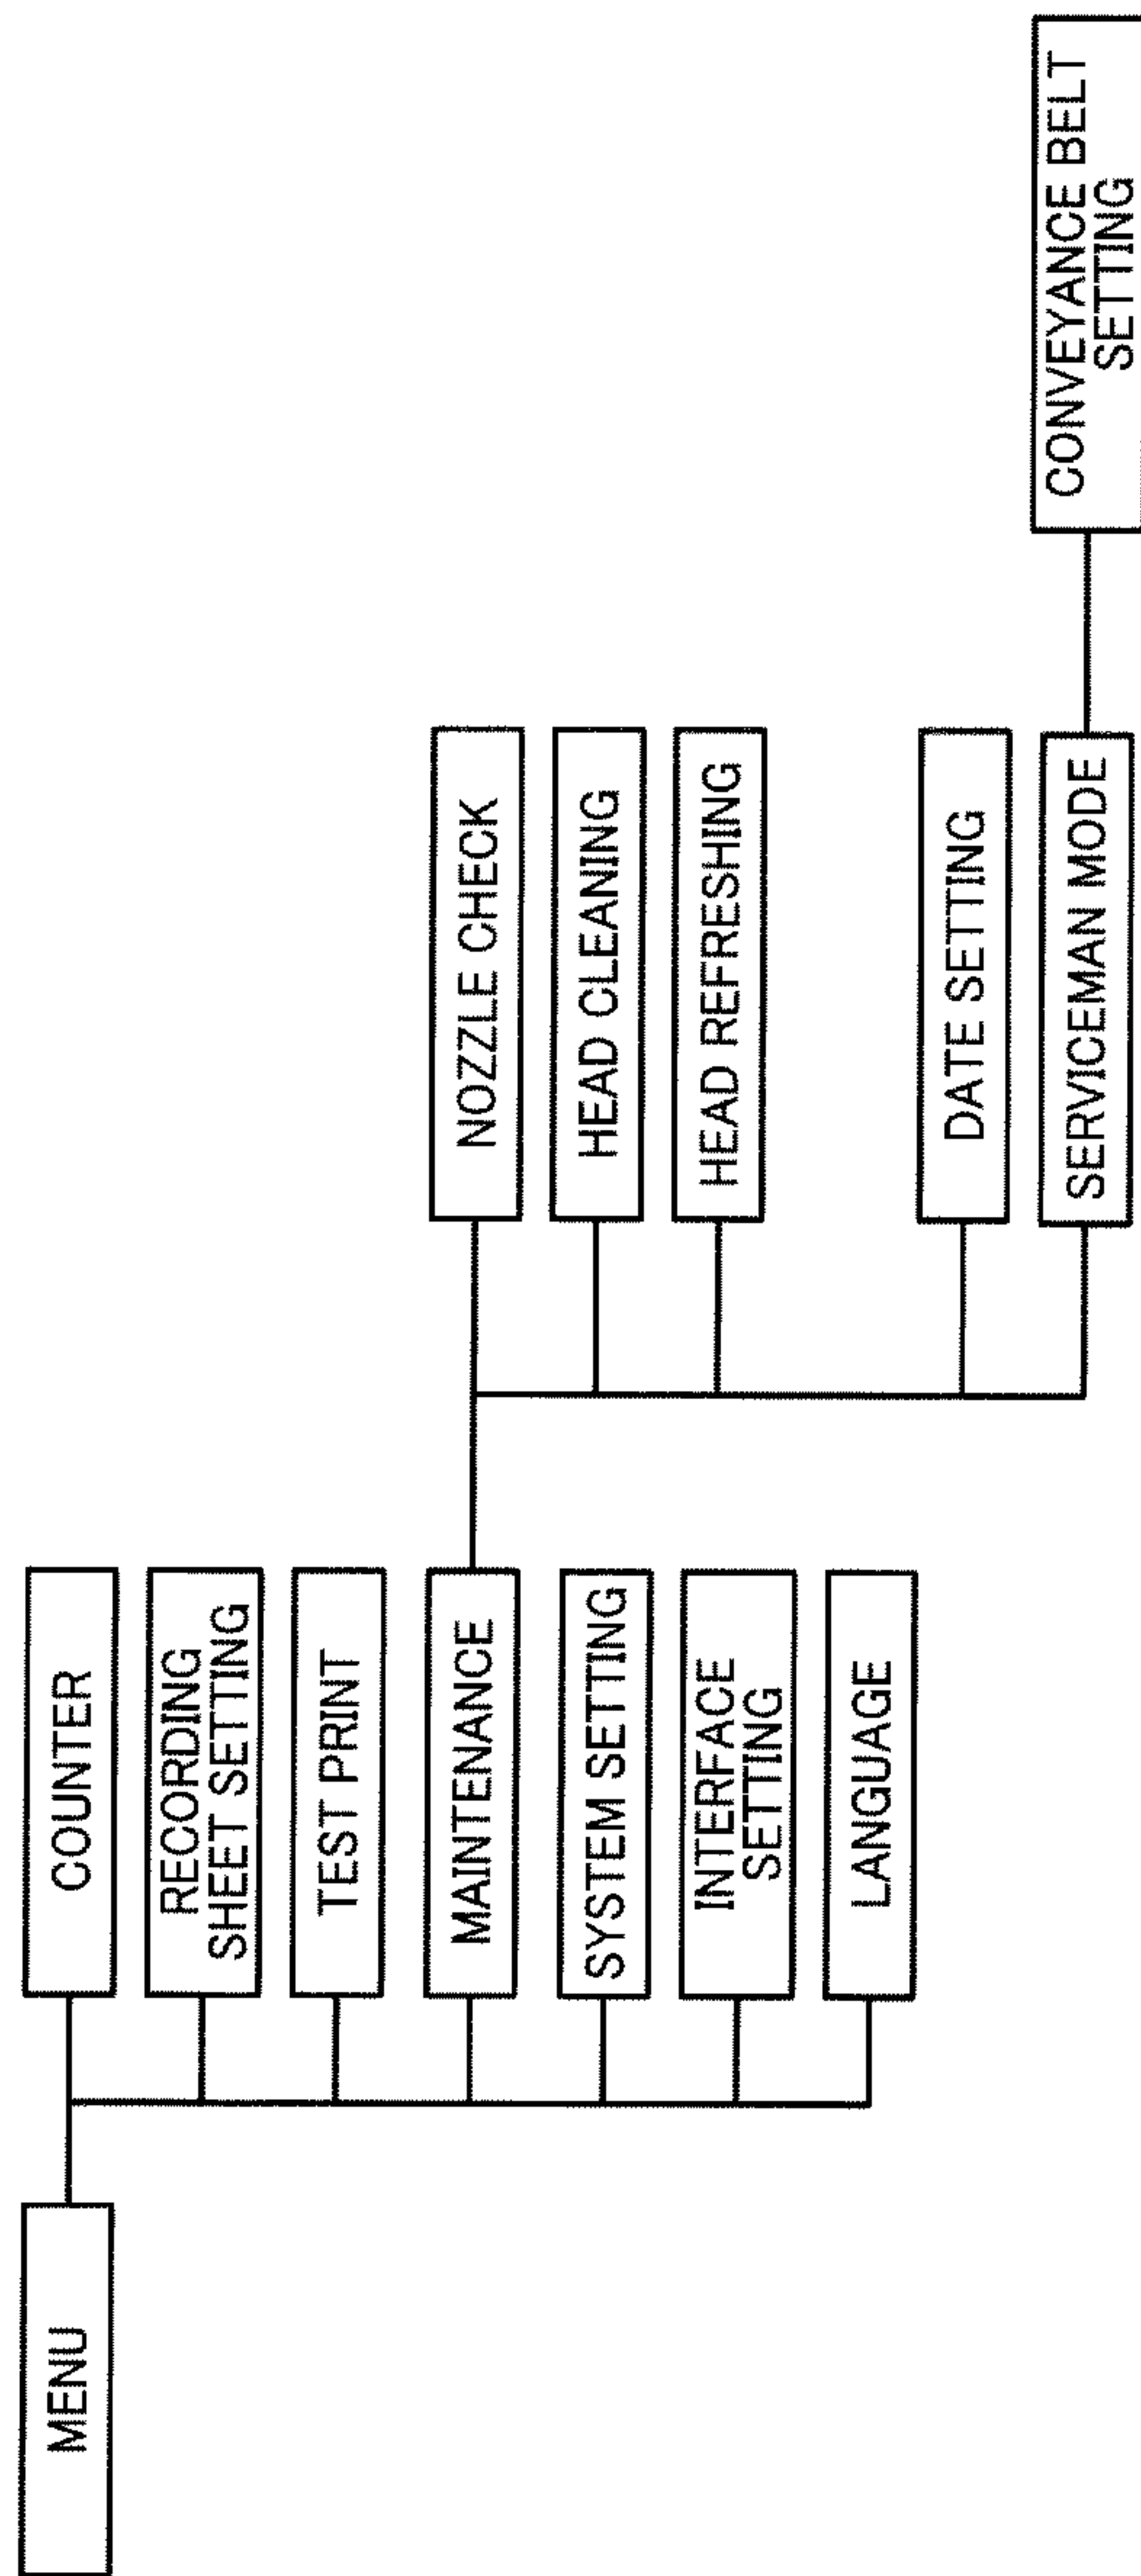 MENU
COUNTER
RECORDING
SHEET SETTING
TEST PRINT
MAINTENANCE
SYSTEM SETTING
INTERFACE
SETTING
LANGUAGE
NOZZLE CHECK
HEAD CLEANING
HEAD REFRESHING
DATE SETTING
SERVICEMAN MODE
CONVEYANCE BELT
SETTING